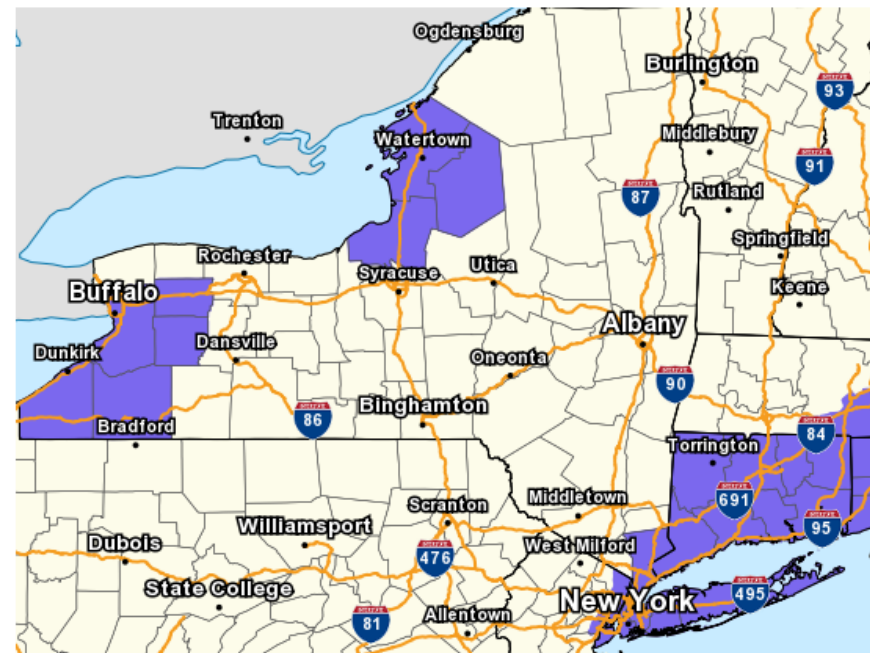 Ogdensburg
Burlington
93
Trenton
Watertown
Middlebury
91
87
Rutland
Springfield
Rochester
Syracuse
Utica
Keene
Buffalo
Albany
Dunkirk
Dansville
Oneonta
90
Binghamton
86
Bradford
84
Torrington
Scranton
Middletown
691
Williamsport
95
Dubois
476
West Milford
State College
New York
495
81
Allentown